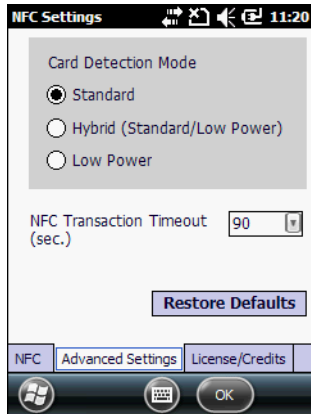 NFC Settings 11:20
Card Detection Mode
Standard
Hybrid (Standard/Low Power)
Low Power
NFC Transaction Timeout 90
(sec.)
Restore Defaults
NFC Advanced Settings License/Credits
OK